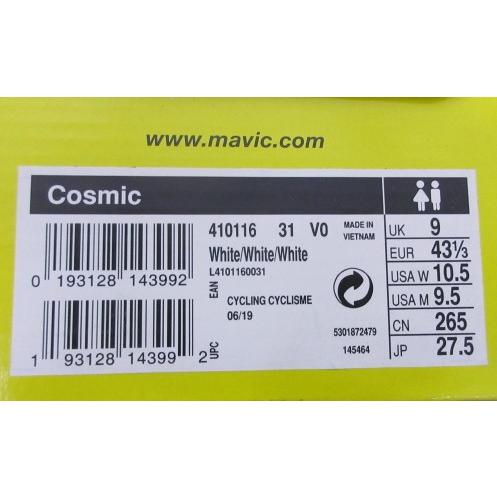 www.mavic.com
Cosmic
410116 31 V0
MADE IN
VIETNAM
White/White/White
L4101160031
0 193128 143992
EAN
CYCLING CYCLISME
06/19
5301872479
145464
1 93128 14399 2
UPC
UK 9
EUR 43⅓
USA W 10.5
USA M 9.5
CN 265
JP 27.5